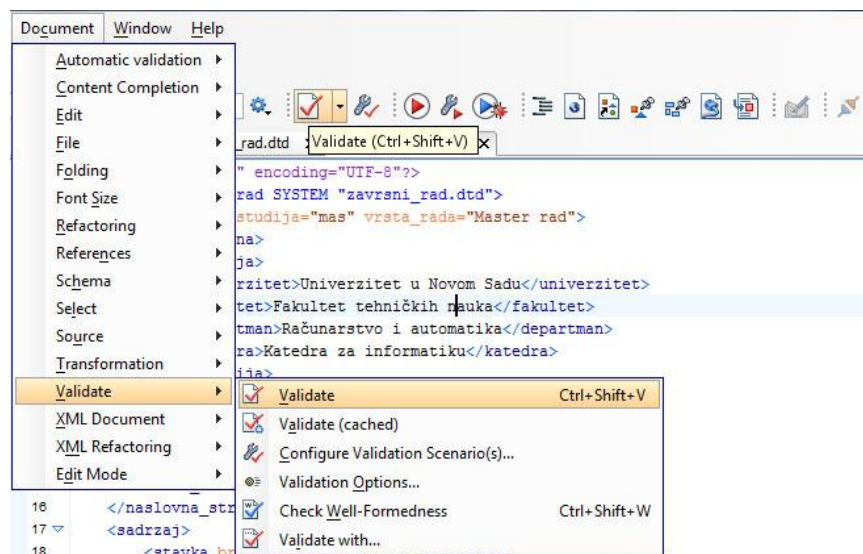 Document Window Help
Automatic validation
Content Completion
Edit
File
Folding
Font Size
Refactoring
References
Schema
Select
Source
Transformation
Validate
XML Document
XML Refactoring
Edit Mode
_rad.dtd
Validate (Ctrl+Shift+V)
" encoding="UTF-8"?>
rad SYSTEM "zavrsni_rad.dtd">
studija="mas" vrsta_rada="Master rad">
na>
ja>
rzitet>Univerzitet u Novom Sadu</univerzitet>
tet>Fakultet tehničkih nauka</fakultet>
tman>Računarstvo i automatika</departman>
ra>Katedra za informatiku</katedra>
ija>
Validate Ctrl+Shift+V
Validate (cached)
Configure Validation Scenario(s)...
Validation Options...
Check Well-Formedness Ctrl+Shift+W
Validate with...
16 </naslovna_str
17 <sadrzaj>
18 <stavka br